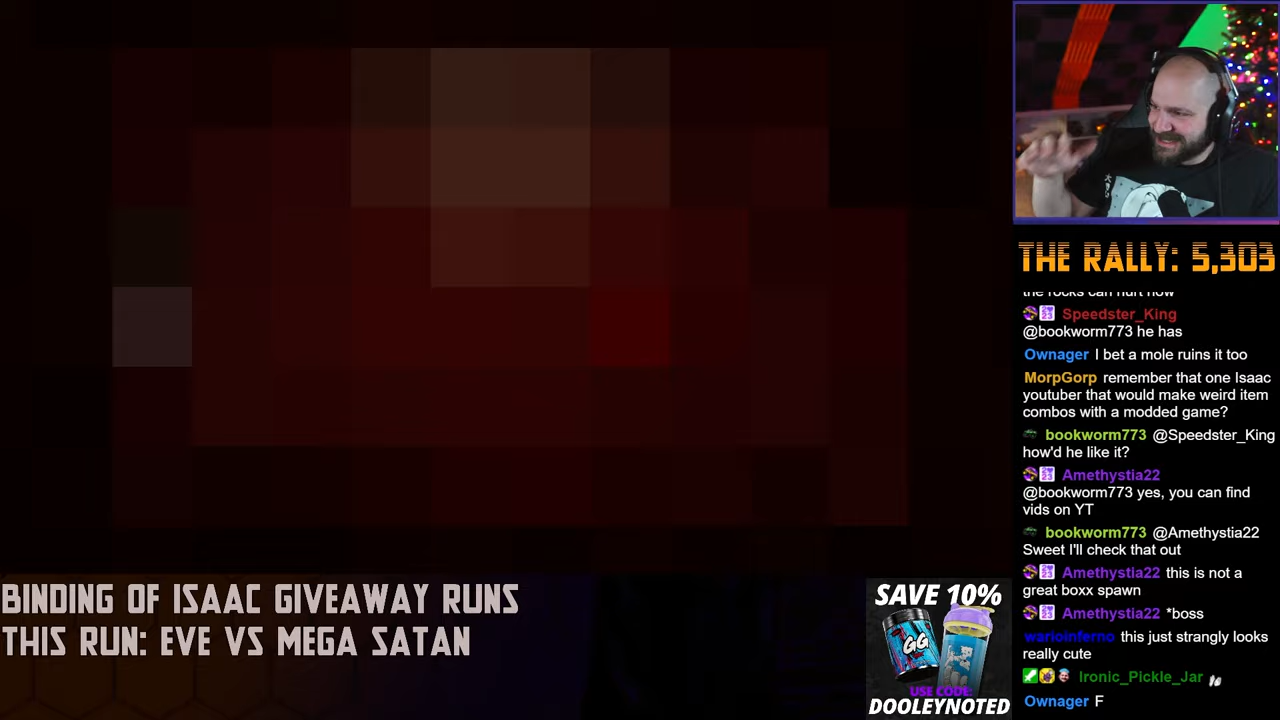 THE RALLY: 5,303
the rocks can hurt now
Speedster_King
@bookworm773 he has
Ownager I bet a mole ruins it too
MorpGorp remember that one Isaac
youtuber that would make weird item
combos with a modded game?
bookworm773 @Speedster_King
how'd he like it?
Amethystia22
@bookworm773 yes, you can find
vids on YT
bookworm773 @Amethystia22
Sweet I'll check that out
Amethystia22 this is not a
great boxx spawn
Amethystia22 *boss
warioinferno this just strangly looks
really cute
Ironic_Pickle_Jar
Ownager F
BINDING OF ISAAC GIVEAWAY RUNS
THIS RUN: EVE VS MEGA SATAN
SAVE 10%
GG
USE CODE:
DOOLEYNOTED